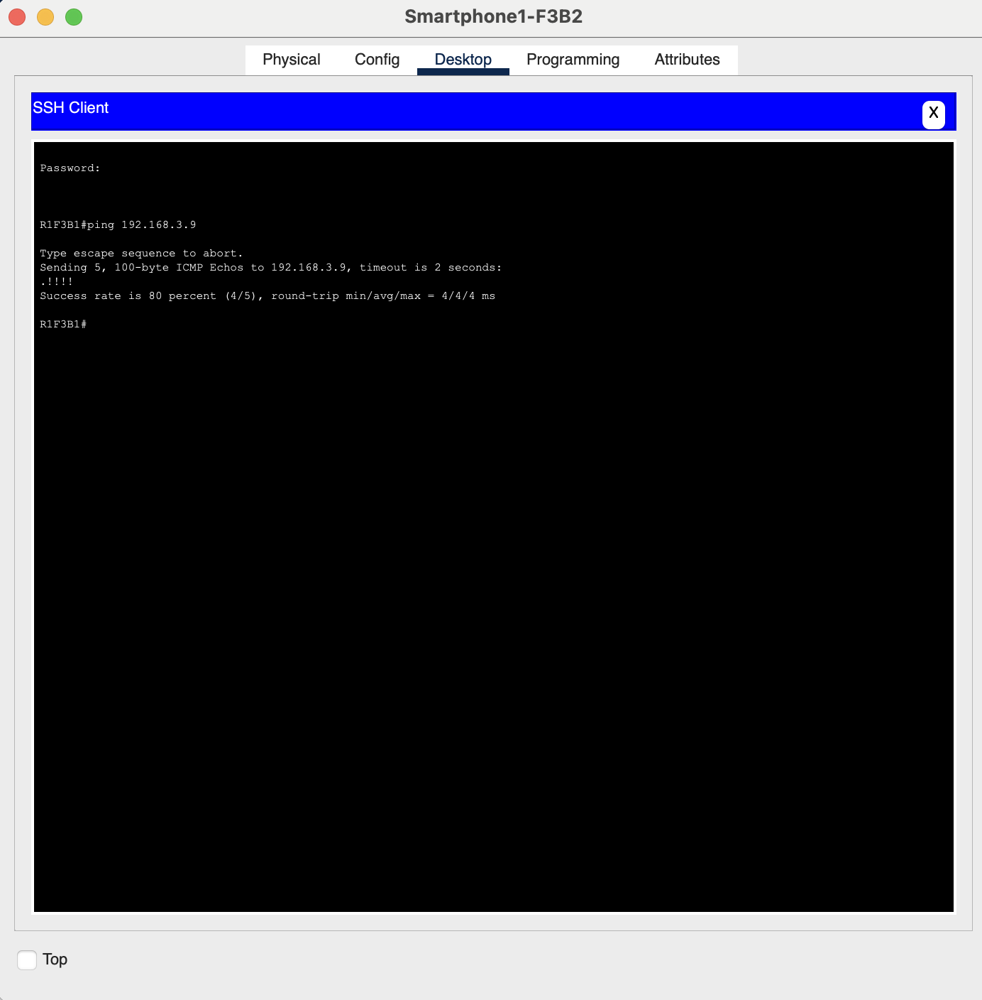 Smartphone1-F3B2
Physical Config Desktop Programming Attributes
SSH Client
X
Password:
R1F3B1#ping 192.168.3.9
Type escape sequence to abort.
Sending 5, 100-byte ICMP Echos to 192.168.3.9, timeout is 2 seconds:
.!!!!
Success rate is 80 percent (4/5), round-trip min/avg/max = 4/4/4 ms
R1F3B1#
Top